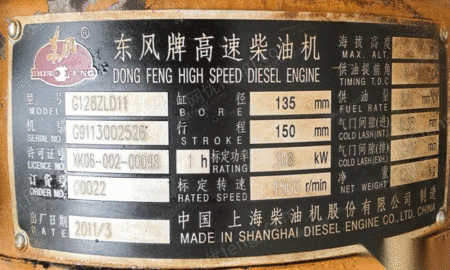 东风 ®
DONG FENG
东风牌高速柴油机
DONG FENG HIGH SPEED DIESEL ENGINE
型号 MODEL G128ZLD11
机号 SERIAL NO. G9113002526
许可证号 LICENCE NO. XK06-002-00098
订货号 ORDER NO. 00022
出厂日期 DATE 2011/3
缸径 BORE 135 mm
行程 STROKE 150 mm
1 h 标定功率 RATING kW
标定转速 RATED SPEED r/min
海拔高度 MAX. ALT.
供油提前角 TIMING T.D.C
供油量 FUEL RATE
气门间隙(进) COLD LASH(INT.)
气门间隙(排) COLD LASH(EXH.)
净重 NET WEIGHT
中国 上海柴油机股份有限公司 制造
MADE IN SHANGHAI DIESEL ENGINE CO., LTD. CHINA